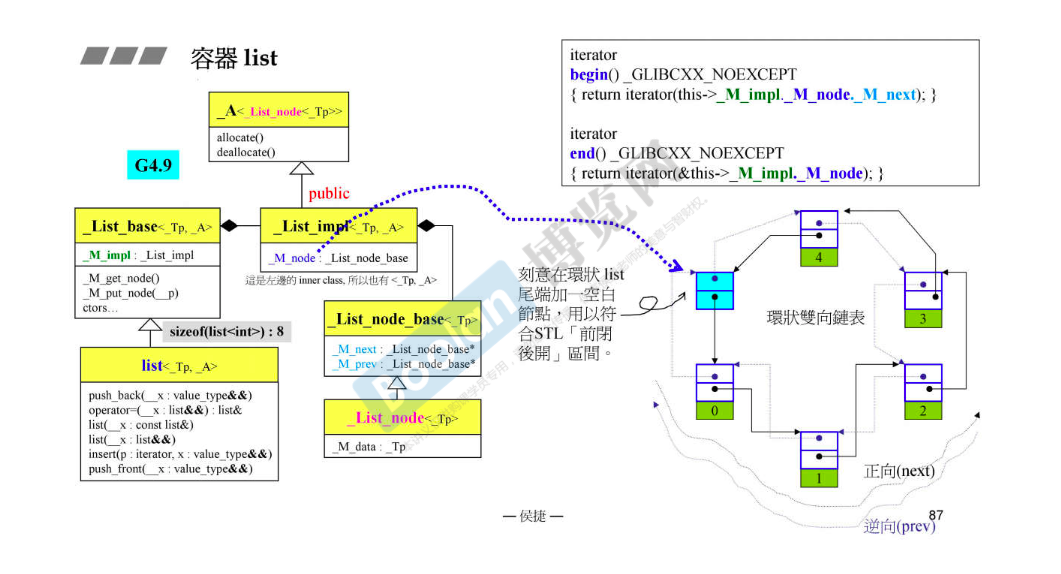 容器 list
iterator
begin() _GLIBCXX_NOEXCEPT
{ return iterator(this->_M_impl._M_node._M_next); }
iterator
end() _GLIBCXX_NOEXCEPT
{ return iterator(&this->_M_impl._M_node); }
_A<_List_node<_Tp>>
allocate()
deallocate()
G4.9
public
_List_base<_Tp, _A>
_M_impl : _List_impl
_M_get_node()
_M_put_node(__p)
ctors…
_List_impl<_Tp, _A>
_M_node : _List_node_base
這是左邊的 inner class, 所以也有 <_Tp, _A>
sizeof(list<int>) : 8
_List_node_base<_Tp>
_M_next : _List_node_base*
_M_prev : _List_node_base*
list<_Tp, _A>
push_back(__x : value_type&&)
operator=(__x : list&&) : list&
list(__x : const list&)
list(__x : list&&)
insert(p : iterator, x : value_type&&)
push_front(__x : value_type&&)
_List_node<_Tp>
_M_data : _Tp
刻意在環狀 list
尾端加一空白
節點，用以符
合STL「前閉
後開」區間。
環狀雙向鏈表
4
3
0
2
1
正向(next)
逆向(prev)
— 侯捷 —
87
Boolan
博览网